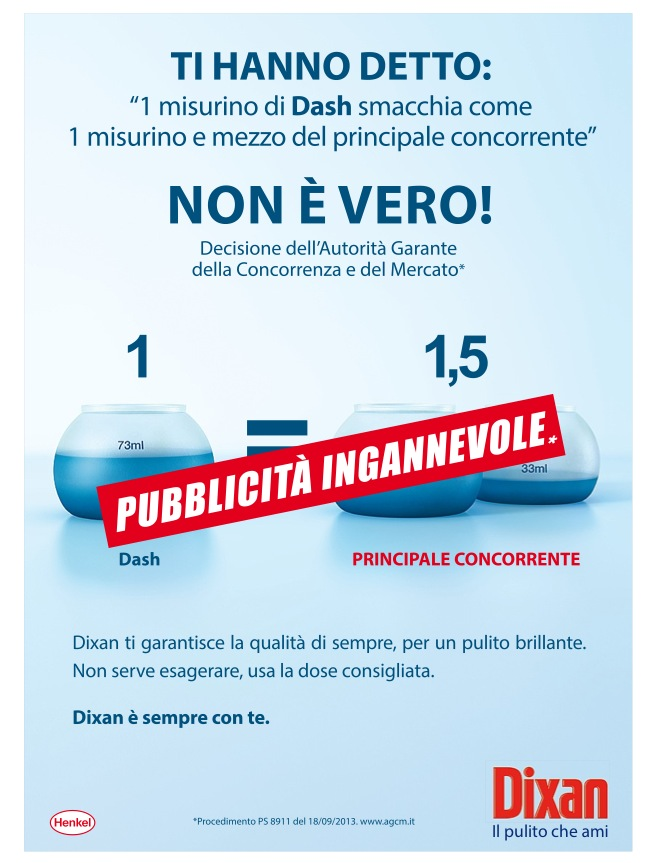 TI HANNO DETTO:
“1 misurino di Dash smacchia come
1 misurino e mezzo del principale concorrente”
NON È VERO!
Decisione dell’Autorità Garante
della Concorrenza e del Mercato*
1
1,5
73ml
33ml
PUBBLICITÀ INGANNEVOLE*
Dash
PRINCIPALE CONCORRENTE
Dixan ti garantisce la qualità di sempre, per un pulito brillante.
Non serve esagerare, usa la dose consigliata.
Dixan è sempre con te.
Dixan
Il pulito che ami
Henkel
*Procedimento PS 8911 del 18/09/2013. www.agcm.it